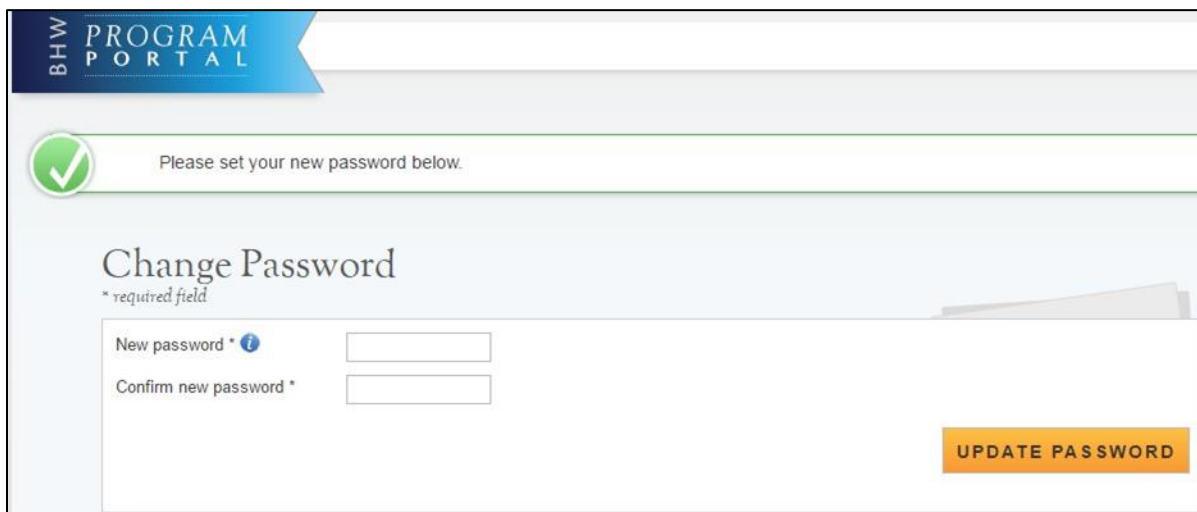 BHW
PROGRAM
PORTAL
Please set your new password below.
Change Password
* required field
New password * i
Confirm new password *
UPDATE PASSWORD